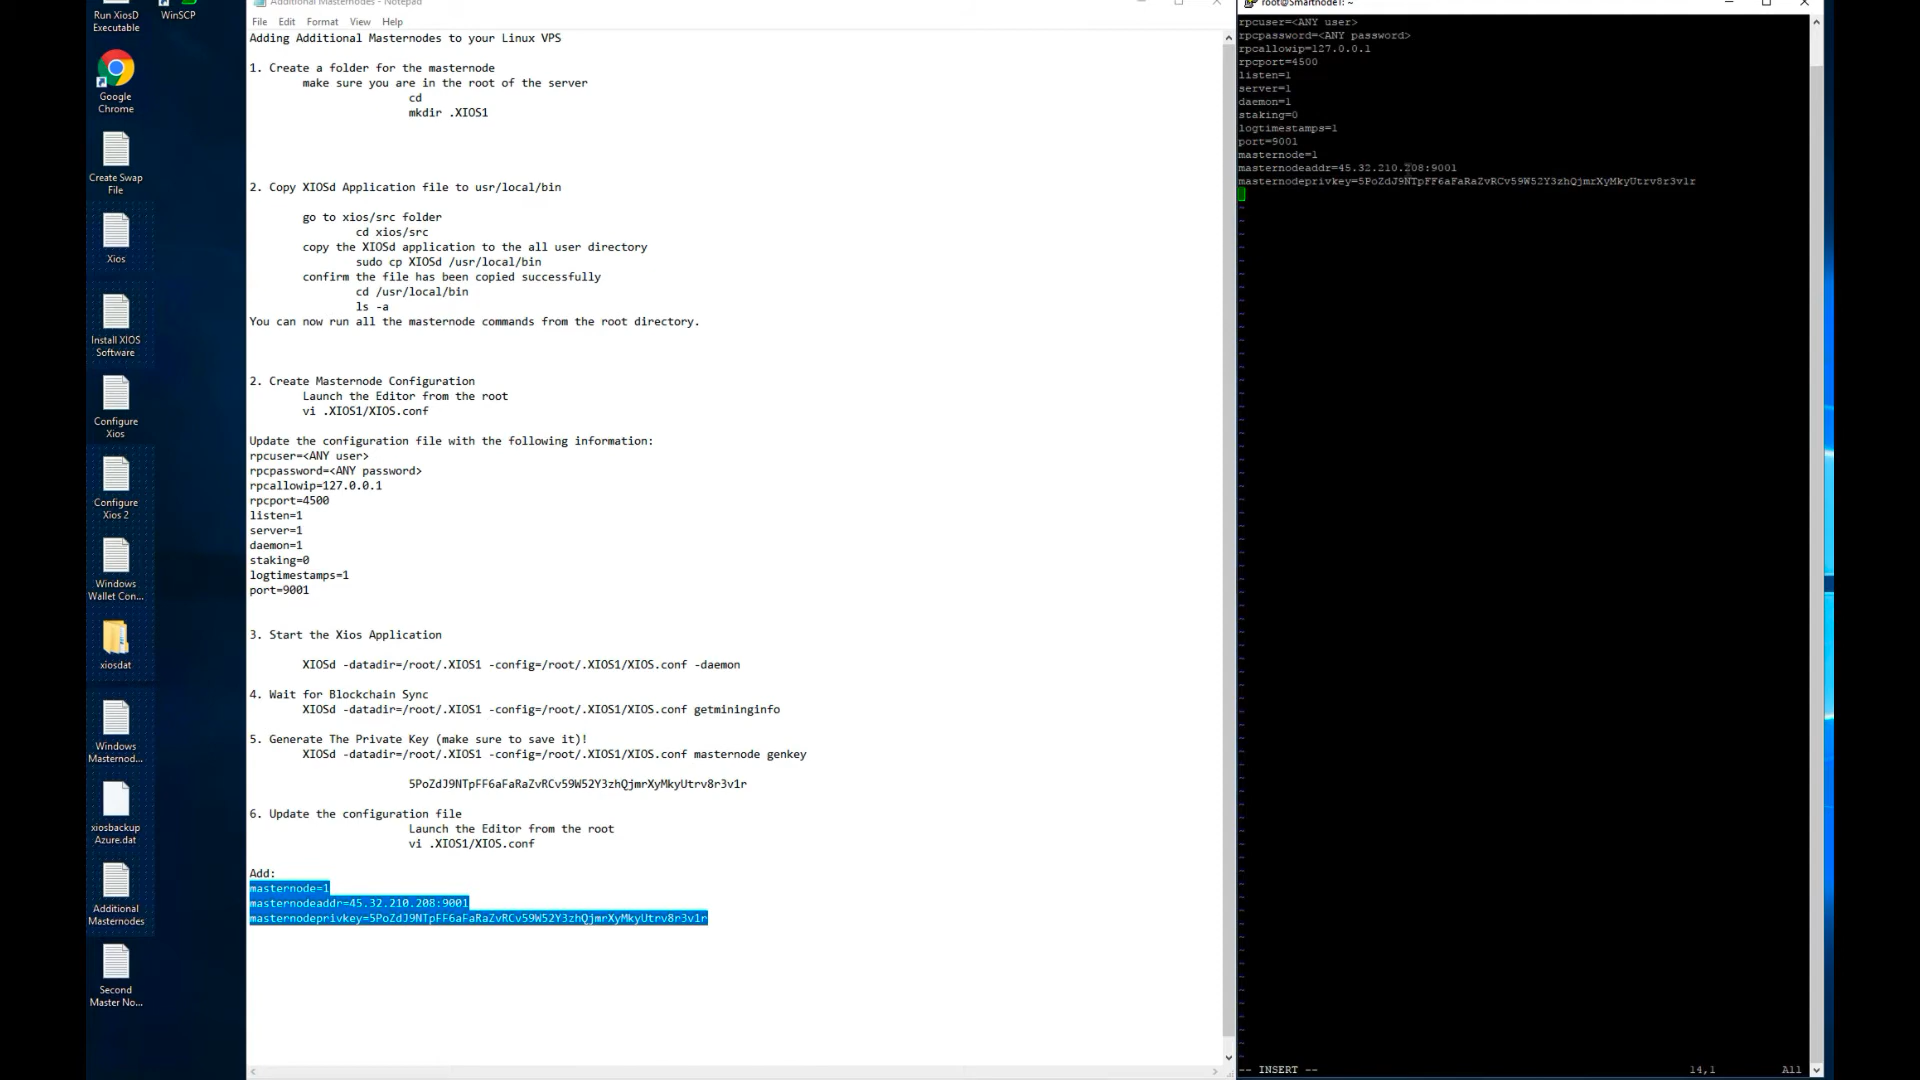 Run XiosD
Executable
WinSCP
Google
Chrome
Create Swap
File
Xios
Install XIOS
Software
Configure
Xios
Configure
Xios 2
Windows
Wallet Con...
xiosdat
Windows
Masternod...
xiosbackup
Azure.dat
Additional
Masternodes
Second
Master No...
Additional Masternodes - Notepad
File Edit Format View Help
Adding Additional Masternodes to your Linux VPS
1. Create a folder for the masternode
make sure you are in the root of the server
cd
mkdir .XIOS1
2. Copy XIOSd Application file to usr/local/bin
go to xios/src folder
cd xios/src
copy the XIOSd application to the all user directory
sudo cp XIOSd /usr/local/bin
confirm the file has been copied successfully
cd /usr/local/bin
ls -a
You can now run all the masternode commands from the root directory.
2. Create Masternode Configuration
Launch the Editor from the root
vi .XIOS1/XIOS.conf
Update the configuration file with the following information:
rpcuser=<ANY user>
rpcpassword=<ANY password>
rpcallowip=127.0.0.1
rpcport=4500
listen=1
server=1
daemon=1
staking=0
logtimestamps=1
port=9001
3. Start the Xios Application
XIOSd -datadir=/root/.XIOS1 -config=/root/.XIOS1/XIOS.conf -daemon
4. Wait for Blockchain Sync
XIOSd -datadir=/root/.XIOS1 -config=/root/.XIOS1/XIOS.conf getmininginfo
5. Generate The Private Key (make sure to save it)!
XIOSd -datadir=/root/.XIOS1 -config=/root/.XIOS1/XIOS.conf masternode genkey
5PoZdJ9NTpFF6aFaRaZvRCv59W52Y3zhQjmrXyMkyUtrv8r3v1r
6. Update the configuration file
Launch the Editor from the root
vi .XIOS1/XIOS.conf
Add:
masternode=1
masternodeaddr=45.32.210.208:9001
masternodeprivkey=5PoZdJ9NTpFF6aFaRaZvRCv59W52Y3zhQjmrXyMkyUtrv8r3v1r
root@Smartnode1: ~
rpcuser=<ANY user>
rpcpassword=<ANY password>
rpcallowip=127.0.0.1
rpcport=4500
listen=1
server=1
daemon=1
staking=0
logtimestamps=1
port=9001
masternode=1
masternodeaddr=45.32.210.208:9001
masternodeprivkey=5PoZdJ9NTpFF6aFaRaZvRCv59W52Y3zhQjmrXyMkyUtrv8r3v1r
-- INSERT -- 14,1 All